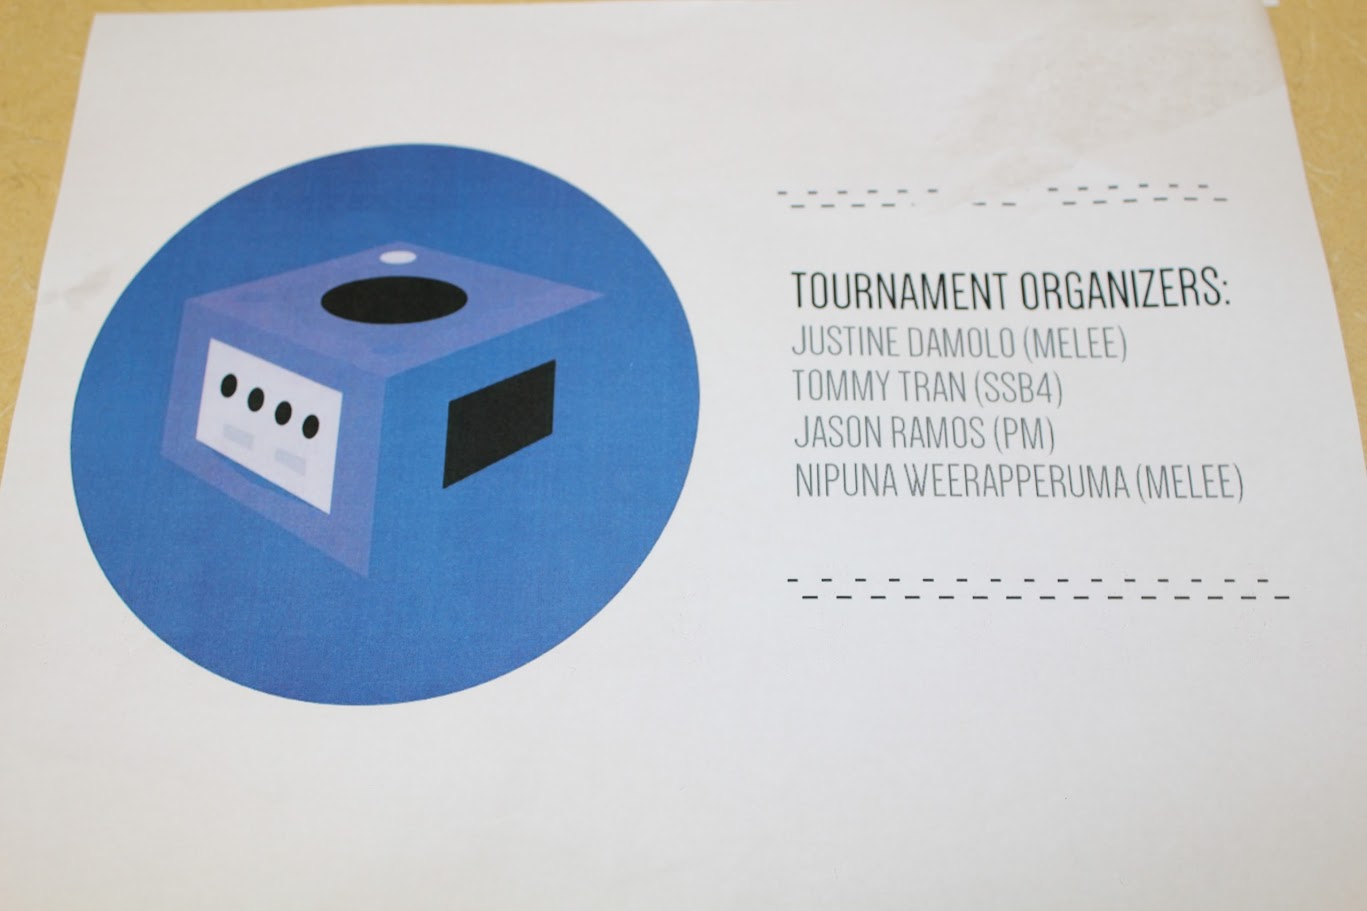 TOURNAMENT ORGANIZERS:
JUSTINE DAMOLO (MELEE)
TOMMY TRAN (SSB4)
JASON RAMOS (PM)
NIPUNA WEERAPPERUMA (MELEE)